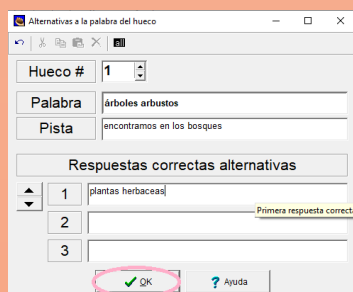 Alternativas a la palabra del hueco
all
Hueco # 1
Palabra árboles arbustos
Pista encontramos en los bosques
Respuestas correctas alternativas
1 plantas herbaceas
Primera respuesta correct
2
3
OK ? Ayuda